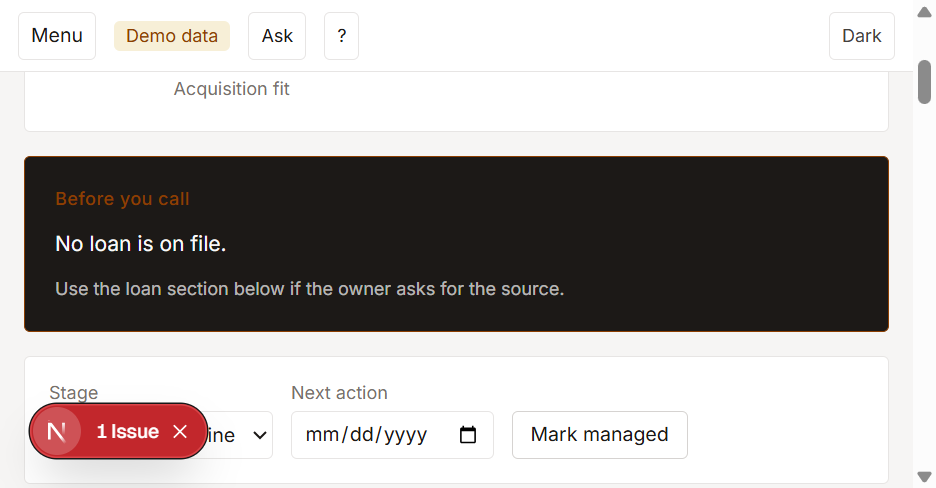 Menu
Demo data
Ask
?
Dark
Acquisition fit
Before you call
No loan is on file.
Use the loan section below if the owner asks for the source.
Stage
Next action
N
1 Issue
mm/dd/yyyy
Mark managed